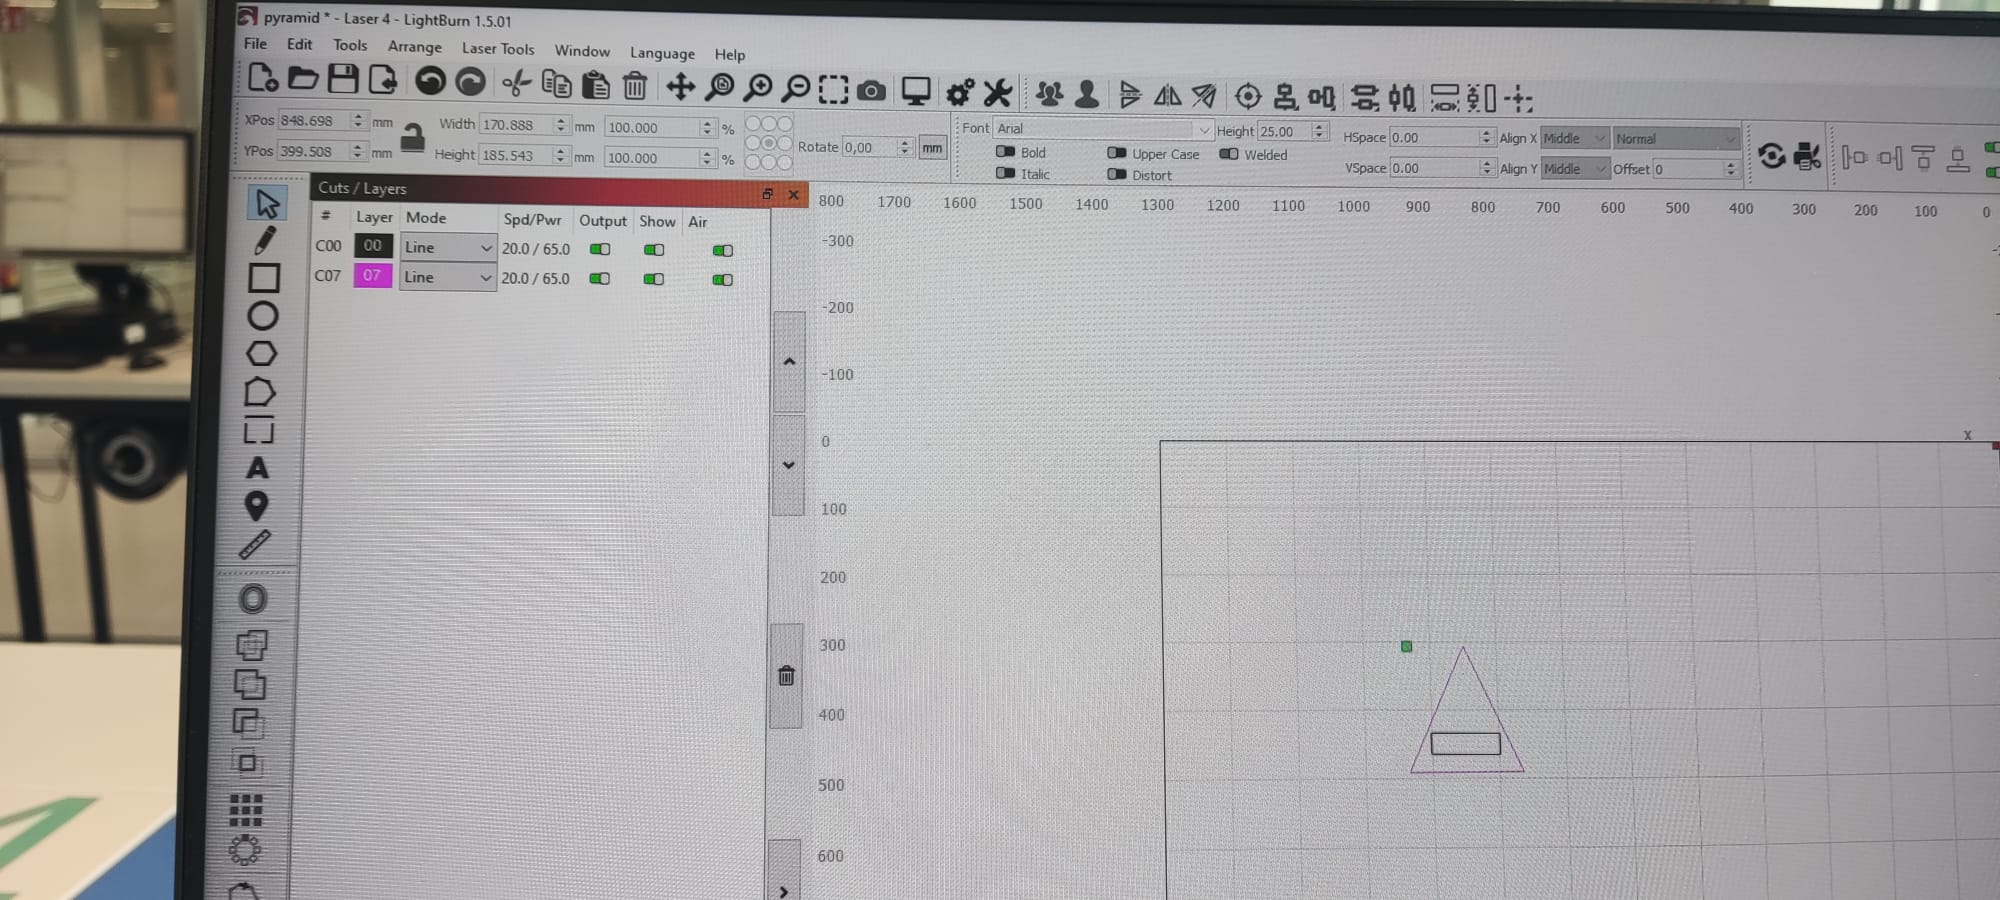 pyramid * - Laser 4 - LightBurn 1.5.01
File Edit Tools Arrange Laser Tools Window Language Help
XPos 848.698 mm Width 170.888 mm 100.000 %
YPos 399.508 mm Height 185.543 mm 100.000 %
Rotate 0,00 mm
Font Arial Height 25.00 HSpace 0.00 Align X Middle Normal
Bold Upper Case Welded
Italic Distort VSpace 0.00 Align Y Middle Offset 0
Cuts / Layers
# Layer Mode Spd/Pwr Output Show Air
C00 00 Line 20.0 / 65.0
C07 07 Line 20.0 / 65.0
800 1700 1600 1500 1400 1300 1200 1100 1000 900 800 700 600 500 400 300 200 100 0
-300
-200
-100
0
100
200
300
400
500
600
X